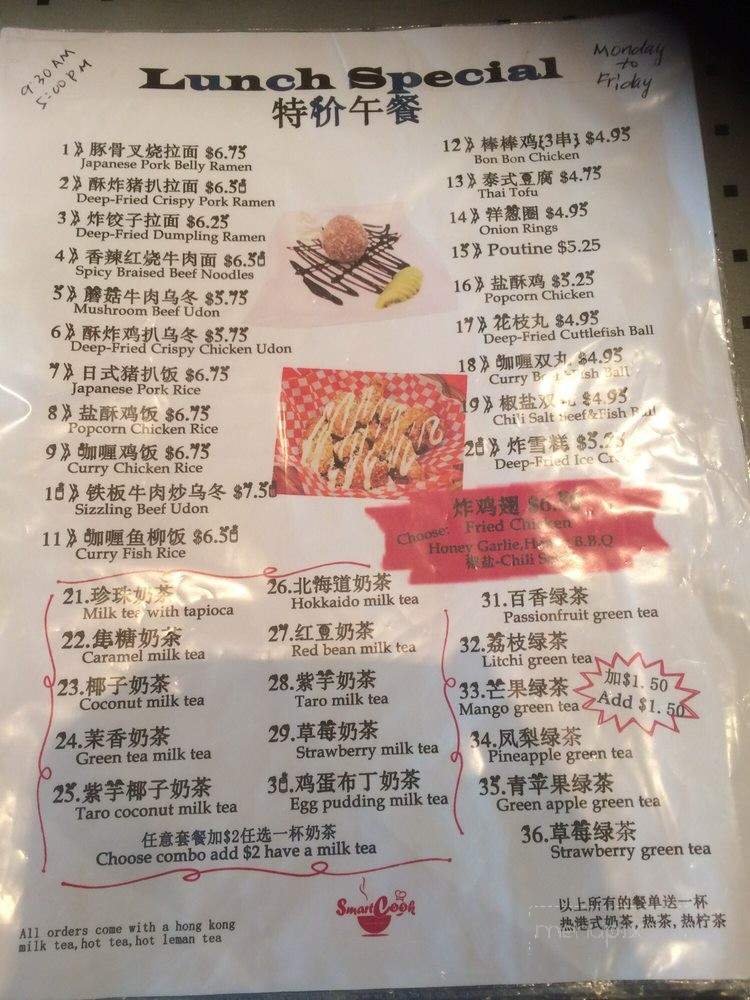 9:30 AM
5:00 PM
Monday
to
Friday
Lunch Special
特价午餐
1》豚骨叉烧拉面 $6.75
Japanese Pork Belly Ramen
2》酥炸猪扒拉面 $6.50
Deep-Fried Crispy Pork Ramen
3》炸饺子拉面 $6.25
Deep-Fried Dumpling Ramen
4》香辣红烧牛肉面 $6.50
Spicy Braised Beef Noodles
5》蘑菇牛肉乌冬 $5.75
Mushroom Beef Udon
6》酥炸鸡扒乌冬 $5.75
Deep-Fried Crispy Chicken Udon
7》日式猪扒饭 $6.75
Japanese Pork Rice
8》盐酥鸡饭 $6.75
Popcorn Chicken Rice
9》咖喱鸡饭 $6.75
Curry Chicken Rice
10》铁板牛肉炒乌冬 $7.50
Sizzling Beef Udon
11》咖喱鱼柳饭 $6.50
Curry Fish Rice
12》棒棒鸡{3串} $4.95
Bon Bon Chicken
13》泰式豆腐 $4.75
Thai Tofu
14》洋葱圈 $4.95
Onion Rings
15》Poutine $5.25
16》盐酥鸡 $5.25
Popcorn Chicken
17》花枝丸 $4.95
Deep-Fried Cuttlefish Ball
18》咖喱双丸 $4.95
Curry Fish Ball
19》椒盐双 $4.95
Chili Salt Beef&Fish Ball
20》炸雪糕 $5.25
Deep-Fried Ice
炸鸡翅
Choose: Fried Chicken
Honey Garlie, B.B.Q
椒盐-Chili
21.珍珠奶茶
Milk tea with tapioca
22.焦糖奶茶
Caramel milk tea
23.椰子奶茶
Coconut milk tea
24.茉香奶茶
Green tea milk tea
25.紫芋椰子奶茶
Taro coconut milk tea
26.北海道奶茶
Hokkaido milk tea
27.红豆奶茶
Red bean milk tea
28.紫芋奶茶
Taro milk tea
29.草莓奶茶
Strawberry milk tea
30.鸡蛋布丁奶茶
Egg pudding milk tea
任意套餐加$2任选一杯奶茶
Choose combo add $2 have a milk tea
31.百香绿茶
Passionfruit green tea
32.荔枝绿茶
Litchi green tea
33.芒果绿茶
Mango green tea
34.凤梨绿茶
Pineapple green tea
35.青苹果绿茶
Green apple green tea
36.草莓绿茶
Strawberry green tea
加$1.50
Add $1.50
SmartCook
All orders come with a hong kong
milk tea,hot tea,hot leman tea
以上所有的餐单送一杯
热港式奶茶,热茶,热柠茶
menupix